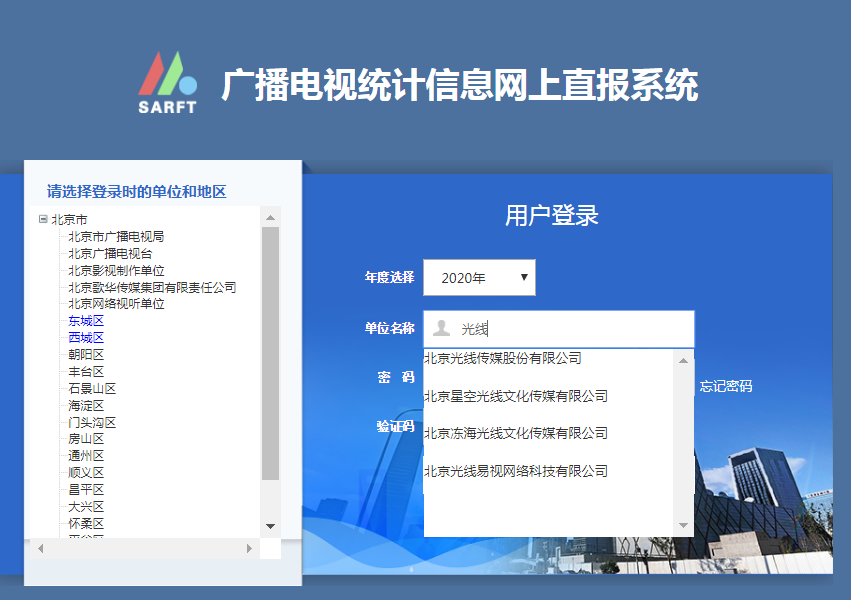 SARFT
广播电视统计信息网上直报系统
请选择登录时的单位和地区
北京市
北京市广播电视局
北京广播电视台
北京影视制作单位
北京歌华传媒集团有限责任公司
北京网络视听单位
东城区
西城区
朝阳区
丰台区
石景山区
海淀区
门头沟区
房山区
通州区
顺义区
昌平区
大兴区
怀柔区
用户登录
年度选择
2020年
单位名称
光线
北京光线传媒股份有限公司
密 码
忘记密码
北京星空光线文化传媒有限公司
验证码
北京冻海光线文化传媒有限公司
北京光线易视网络科技有限公司